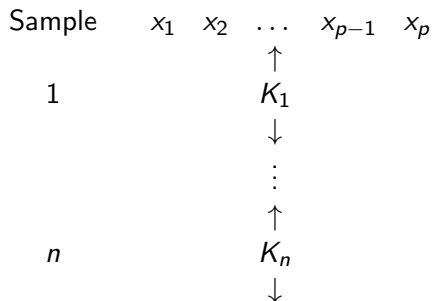 Sample x₁ x₂ … xₚ₋₁ xₚ
↑
1 K₁
↓
⋮
↑
n Kₙ
↓